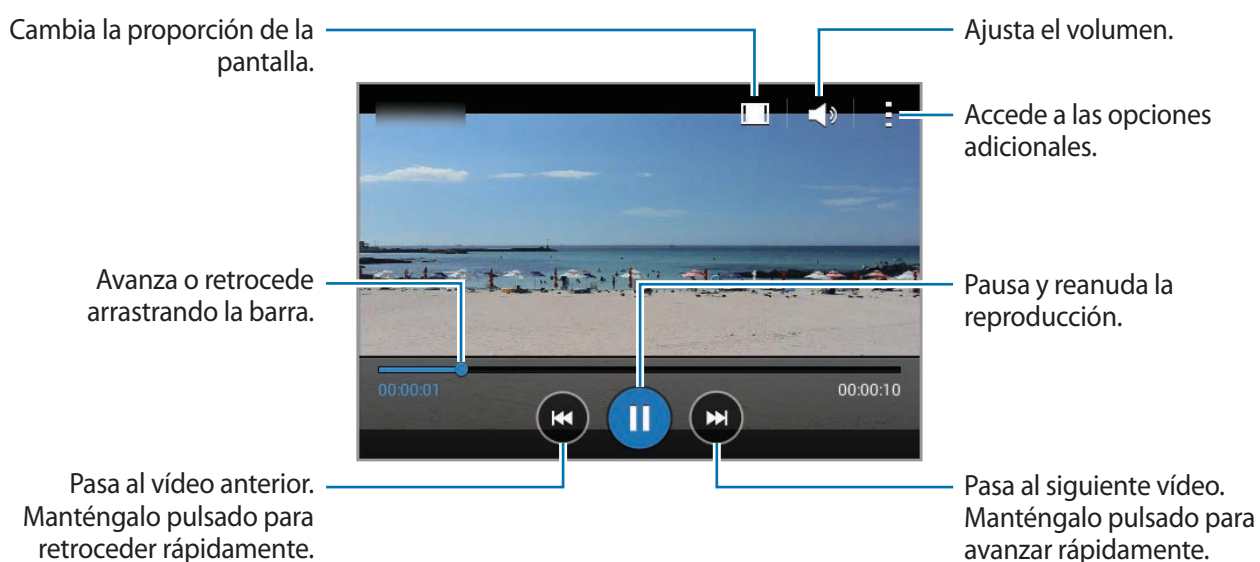 Cambia la proporción de la
pantalla.
Ajusta el volumen.
Accede a las opciones
adicionales.
Avanza o retrocede
arrastrando la barra.
Pausa y reanuda la
reproducción.
00:00:01
00:00:10
Pasa al vídeo anterior.
Manténgalo pulsado para
retroceder rápidamente.
Pasa al siguiente vídeo.
Manténgalo pulsado para
avanzar rápidamente.